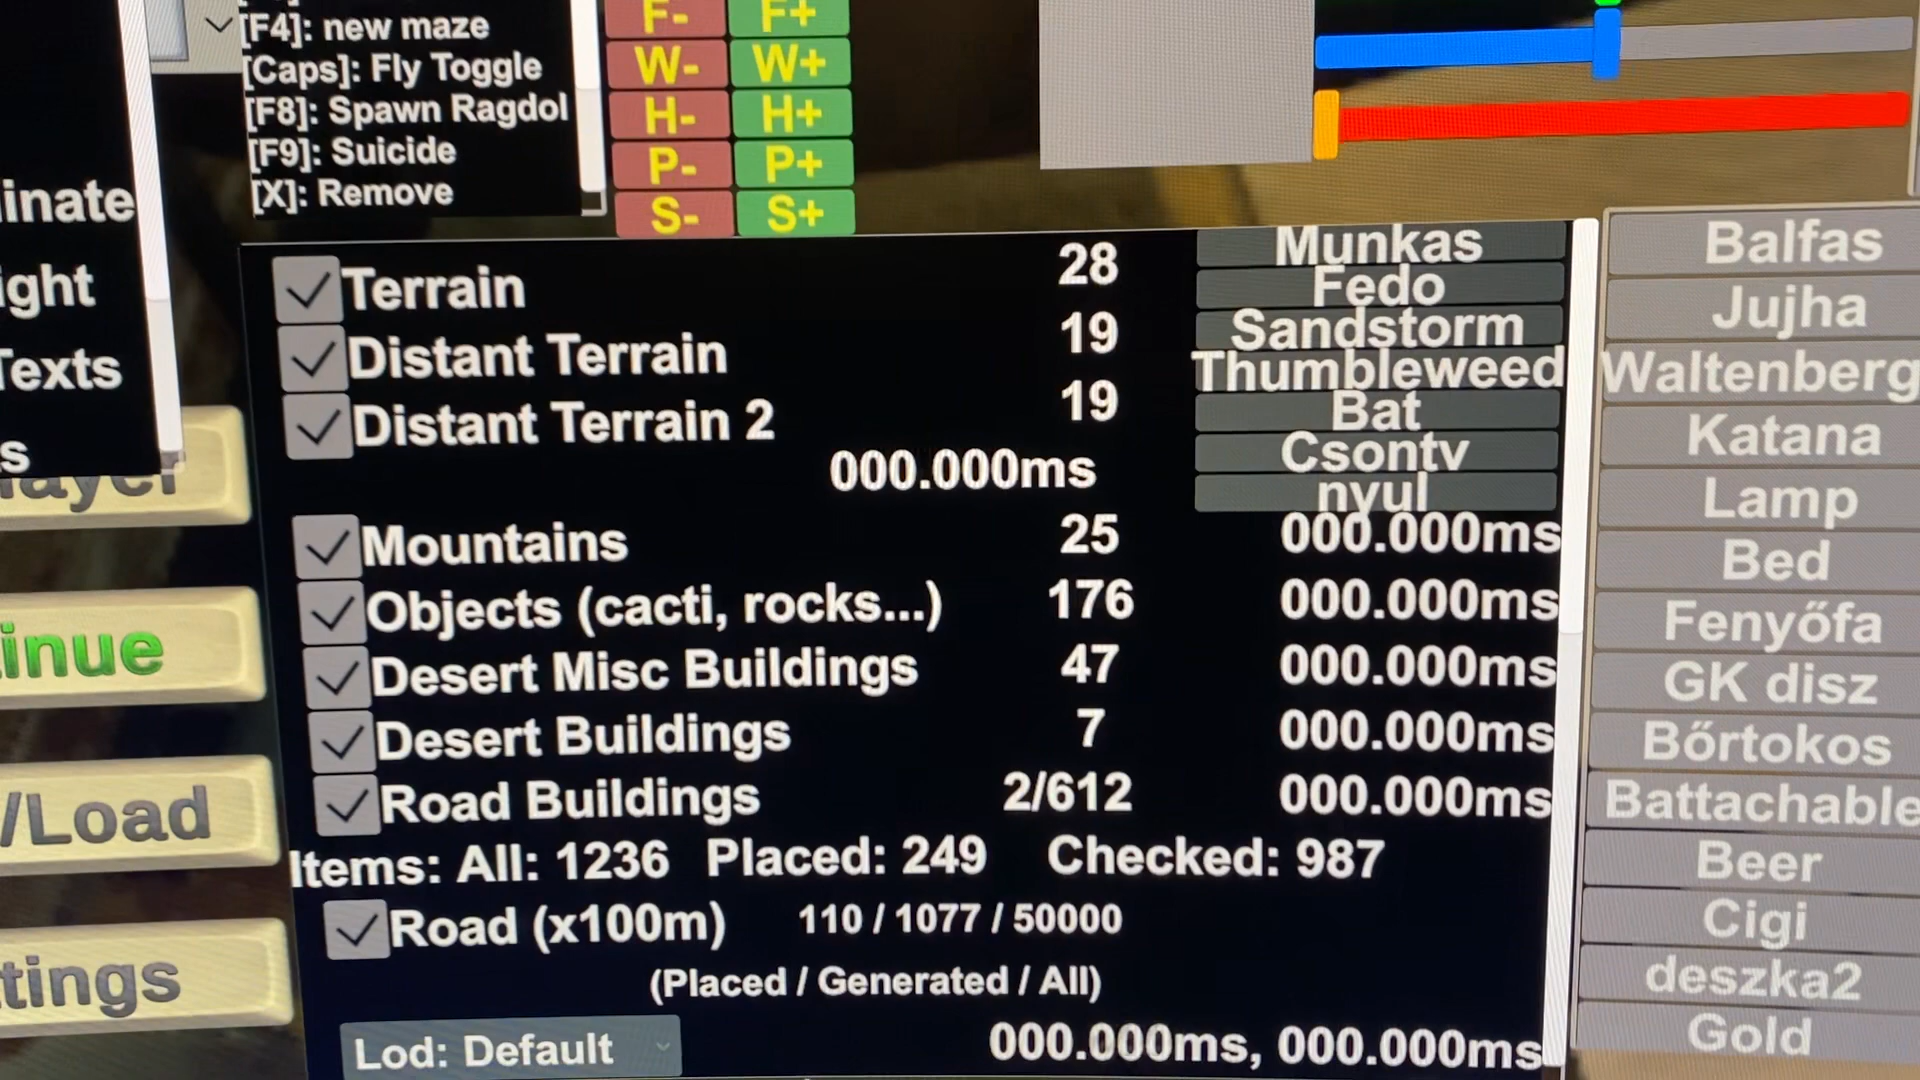 [F4]: new maze
[Caps]: Fly Toggle
[F8]: Spawn Ragdol
[F9]: Suicide
[X]: Remove
F- F+
W- W+
H- H+
P- P+
S- S+
inate
ight
Texts
s
layer
tinue
/Load
tings
Terrain 28
Distant Terrain 19
Distant Terrain 2 19
000.000ms
Mountains 25 000.000ms
Objects (cacti, rocks...) 176 000.000ms
Desert Misc Buildings 47 000.000ms
Desert Buildings 7 000.000ms
Road Buildings 2/612 000.000ms
Items: All: 1236 Placed: 249 Checked: 987
Road (x100m) 110 / 1077 / 50000
(Placed / Generated / All)
Lod: Default 000.000ms, 000.000ms
Munkas
Fedo
Sandstorm
Thumbleweed
Bat
Csontv
nyul
Balfas
Jujha
Waltenberg
Katana
Lamp
Bed
Fenyőfa
GK disz
Bőrtokos
Battachable
Beer
Cigi
deszka2
Gold